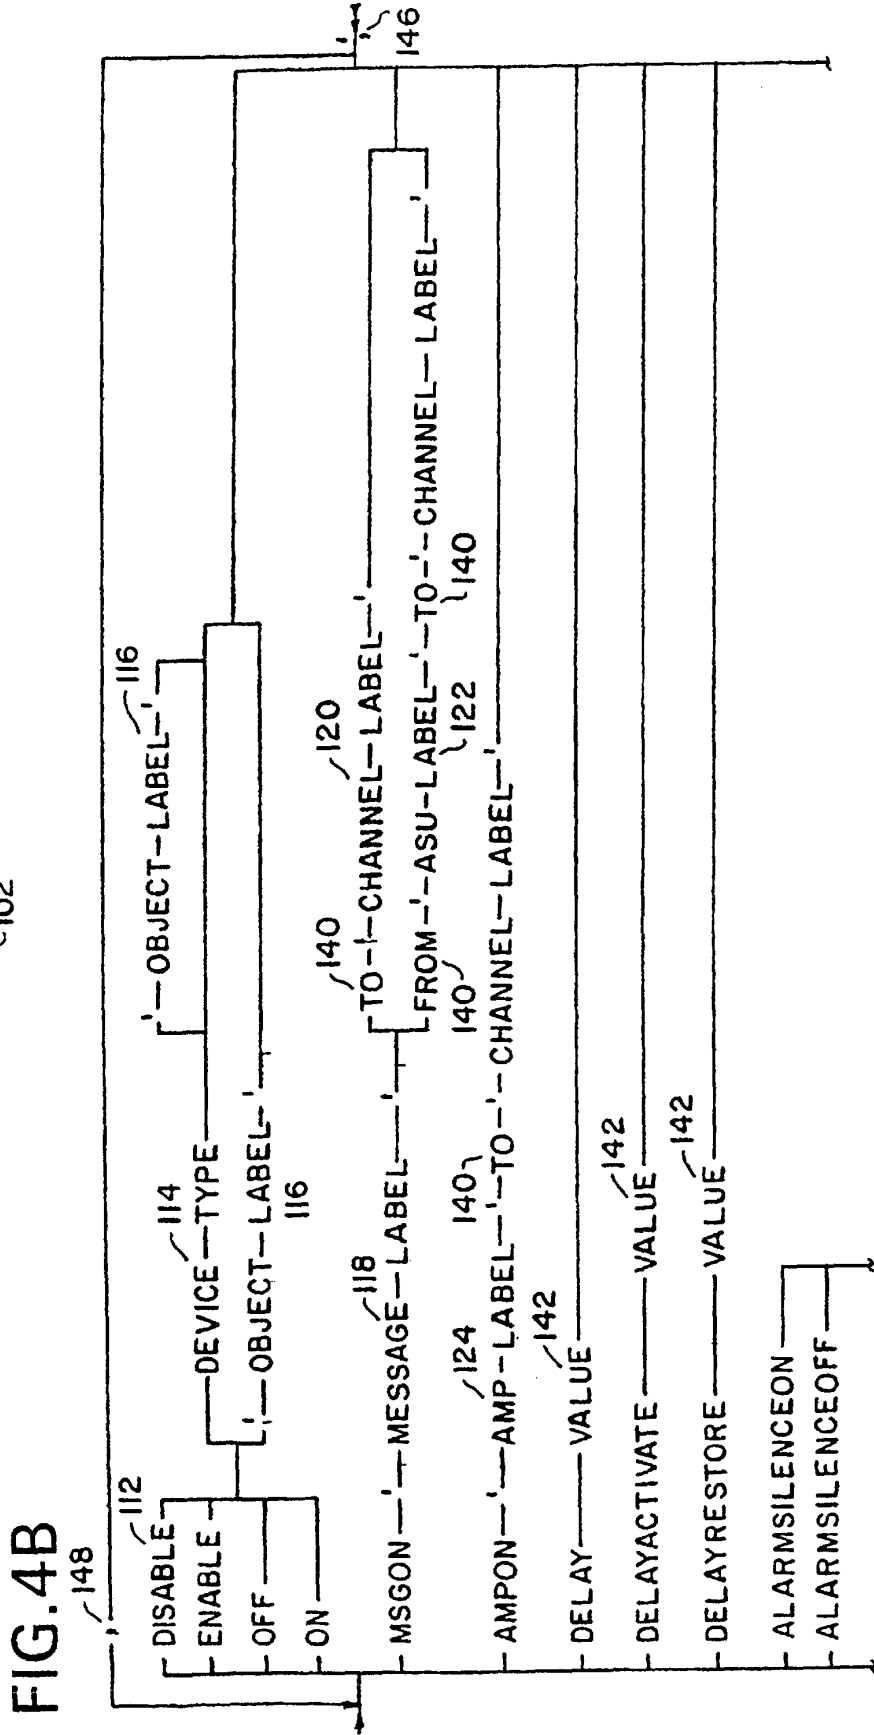 102
FIG. 4B
148
,
DISABLE 112
ENABLE
OFF
ON
DEVICE—TYPE 114
'—OBJECT—LABEL—' 116
'—OBJECT—LABEL—' 116
MSGON—'—MESSAGE—LABEL—' 118
TO—'—CHANNEL—LABEL—' 140 120
FROM—'—ASU—LABEL—'—TO—'—CHANNEL—LABEL—'
140 122 140
AMPON—'—AMP—LABEL—'—TO—'—CHANNEL—LABEL—'
124 140
DELAY—VALUE 142
DELAYACTIVATE—VALUE 142
DELAYRESTORE—VALUE 142
ALARMSILENCEON
ALARMSILENCEOFF
, 146